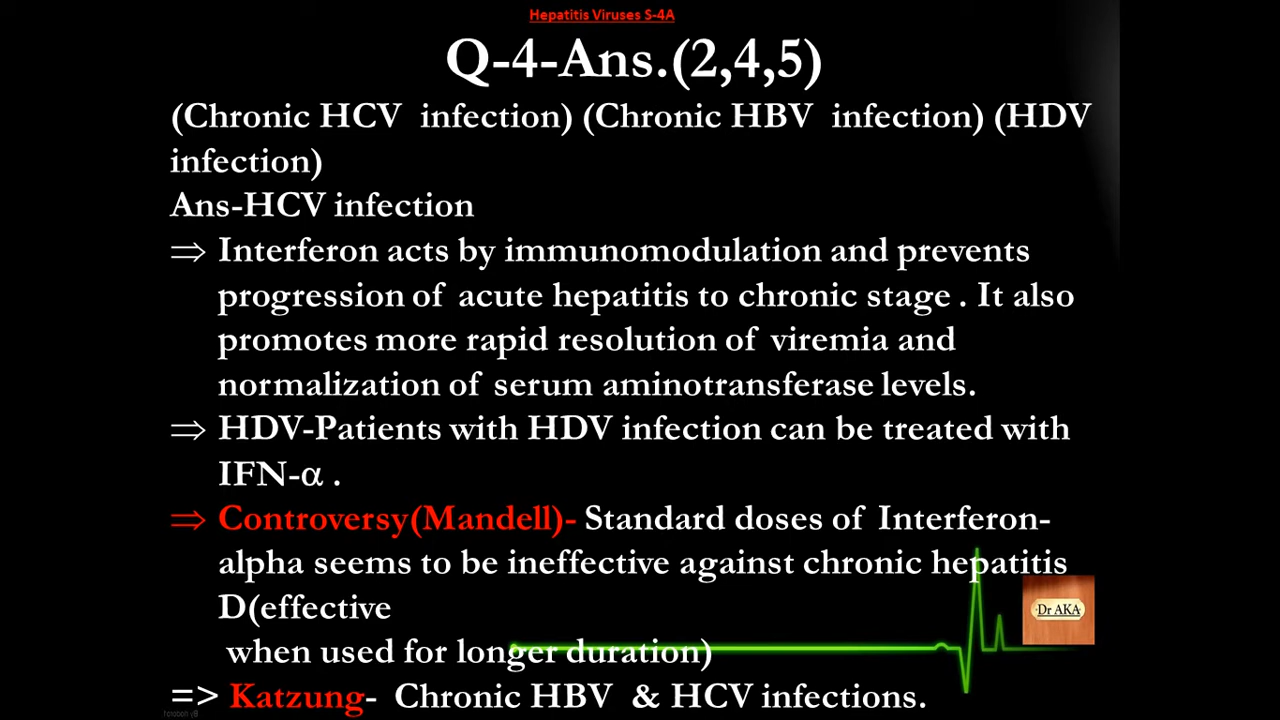 Hepatitis Viruses S-4A
Q-4-Ans.(2,4,5)
(Chronic HCV infection) (Chronic HBV infection) (HDV
infection)
Ans-HCV infection
⇒ Interferon acts by immunomodulation and prevents
progression of acute hepatitis to chronic stage . It also
promotes more rapid resolution of viremia and
normalization of serum aminotransferase levels.
⇒ HDV-Patients with HDV infection can be treated with
IFN-α .
⇒ Controversy(Mandell)- Standard doses of Interferon-
alpha seems to be ineffective against chronic hepatitis
D(effective
when used for longer duration)
Dr AKA
=> Katzung- Chronic HBV & HCV infections.